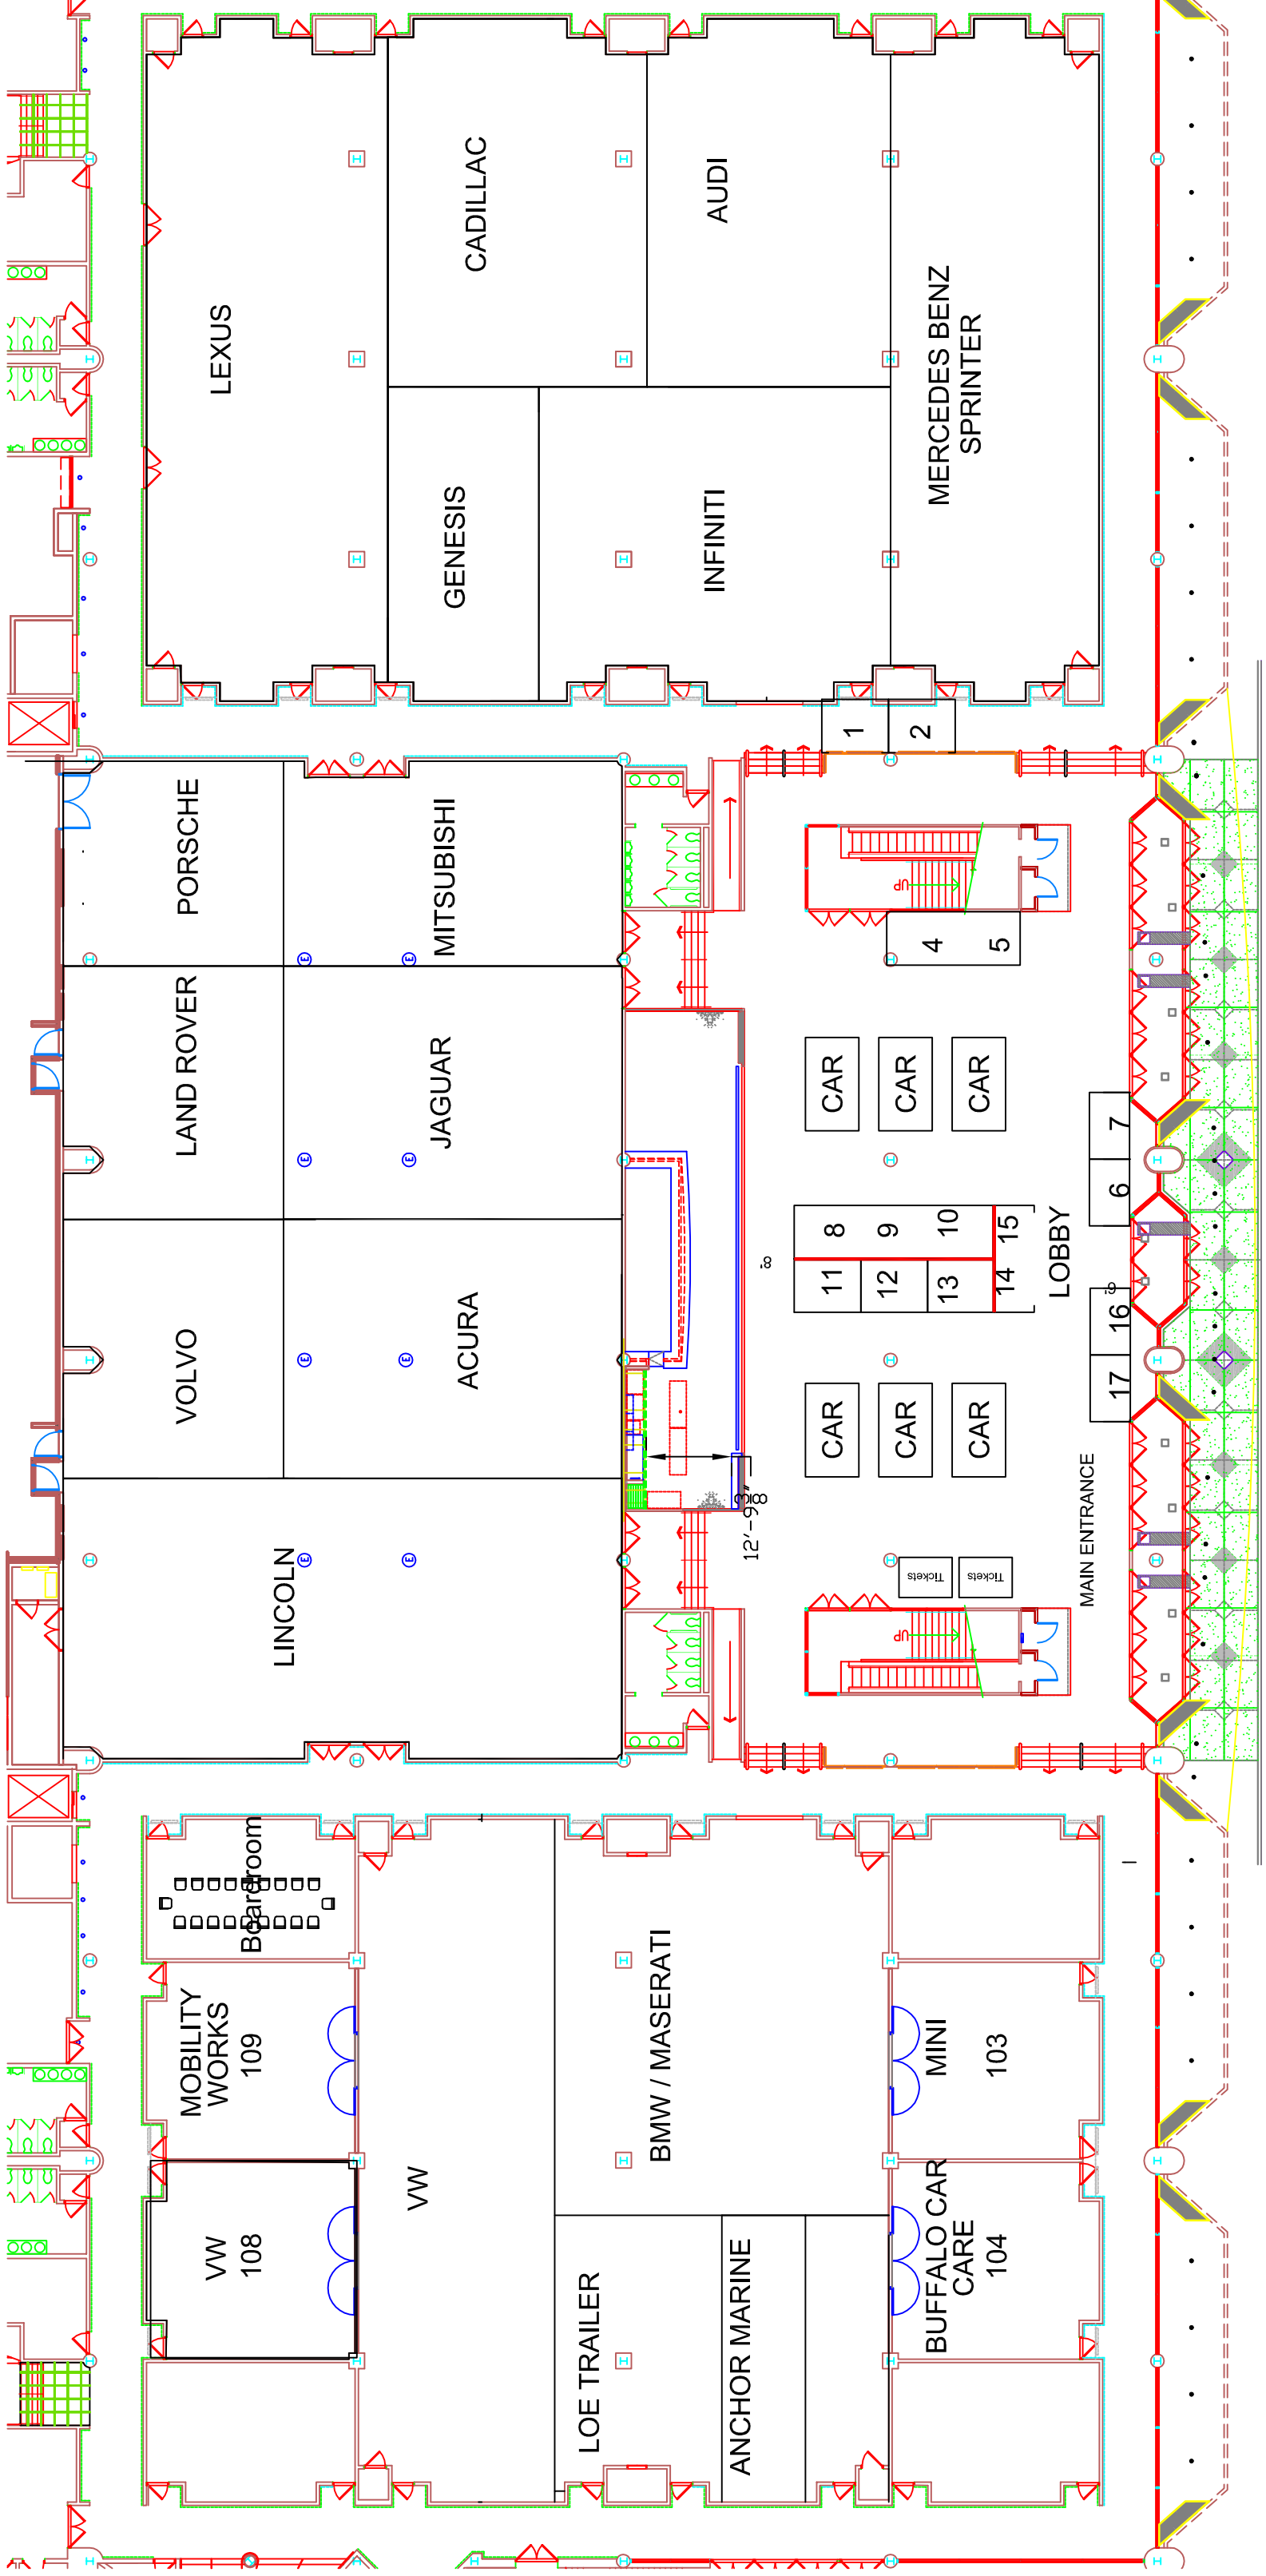 LEXUS
CADILLAC
AUDI
GENESIS
INFINITI
MERCEDES BENZ
SPRINTER
1
2
PORSCHE
MITSUBISHI
LAND ROVER
JAGUAR
VOLVO
ACURA
LINCOLN
UP
4
5
CAR
CAR
CAR
7
6
8
9
10
15
11
12
13
14
LOBBY
8'
6'
16
17
CAR
CAR
CAR
MAIN ENTRANCE
Tickets
Tickets
UP
Boardroom
MOBILITY
WORKS
109
VW
108
VW
BMW / MASERATI
MINI
103
LOE TRAILER
ANCHOR MARINE
BUFFALO CAR
CARE
104